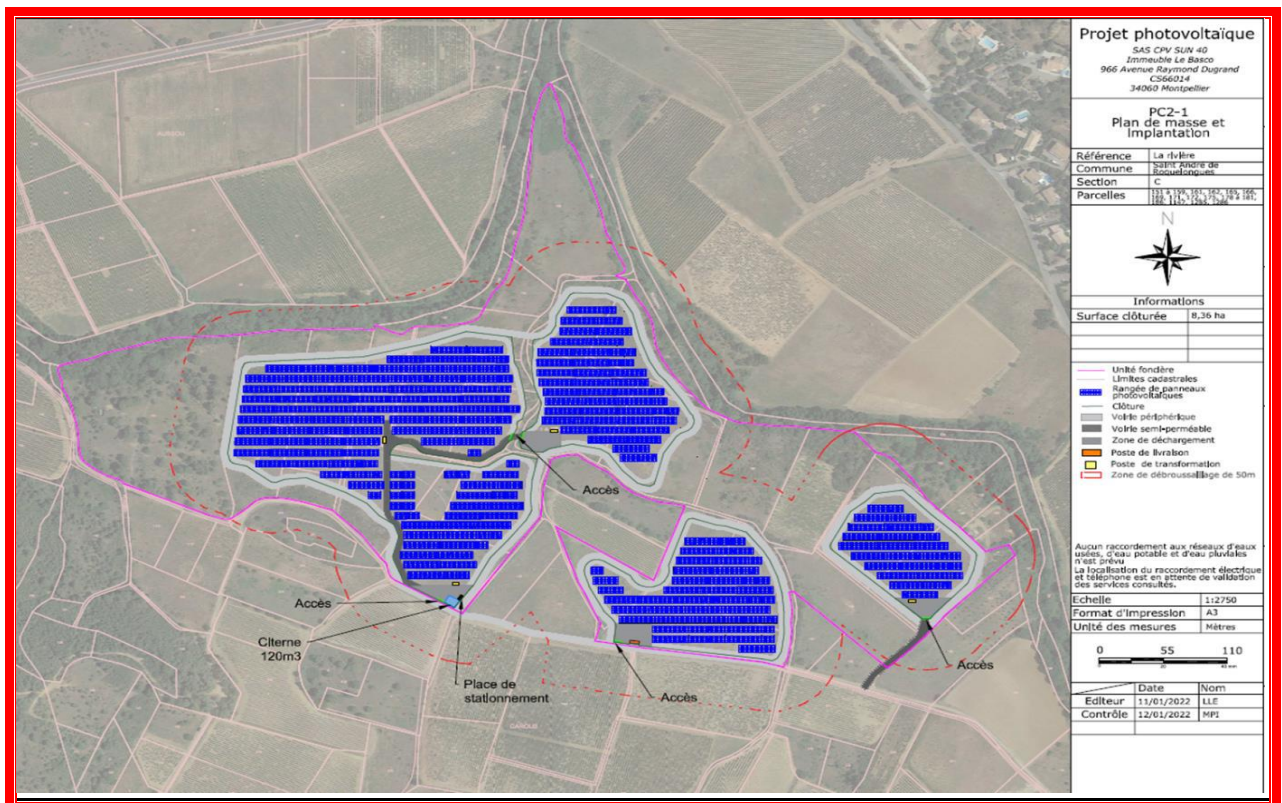 Projet photovoltaïque
SAS CPV SUN 40
Immeuble Le Basco
966 Avenue Raymond Dugrand
CS66014
34060 Montpellier
PC2-1
Plan de masse et
Implantation
Référence La rivière
Commune Saint André de
Roquelongues
Section C
Parcelles
N
Informations
Surface clôturée 8,36 ha
Unité foncière
Limites cadastrales
Rangée de panneaux
photovoltaïques
Clôture
Voirie périphérique
Voirie semi-perméable
Zone de déchargement
Poste de livraison
Poste de transformation
Zone de débroussaillage de 50m
Aucun raccordement aux réseaux d'eaux
usées, d'eau potable et d'eau pluviales
n'est prévu
La localisation du raccordement électrique
et téléphone est en attente de validation
des services consultés.
Echelle 1:2750
Format d'impression A3
Unité des mesures Mètres
0 55 110
Date Nom
Editeur 11/01/2022 LLE
Contrôle 12/01/2022 MPI
Accès
Accès
Citerne
120m3
Place de
stationnement
Accès
Accès